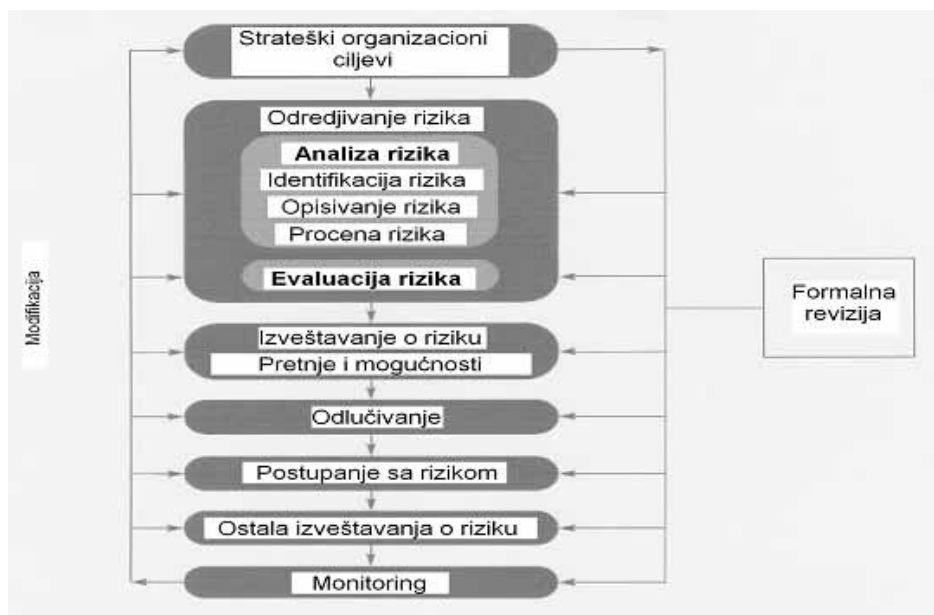 Strateški organizacioni
ciljevi
Odredjivanje rizika
Analiza rizika
Identifikacija rizika
Opisivanje rizika
Procena rizika
Evaluacija rizika
Izveštavanje o riziku
Pretnje i mogućnosti
Odlučivanje
Postupanje sa rizikom
Ostala izveštavanja o riziku
Monitoring
Modifikacija
Formalna
revizija